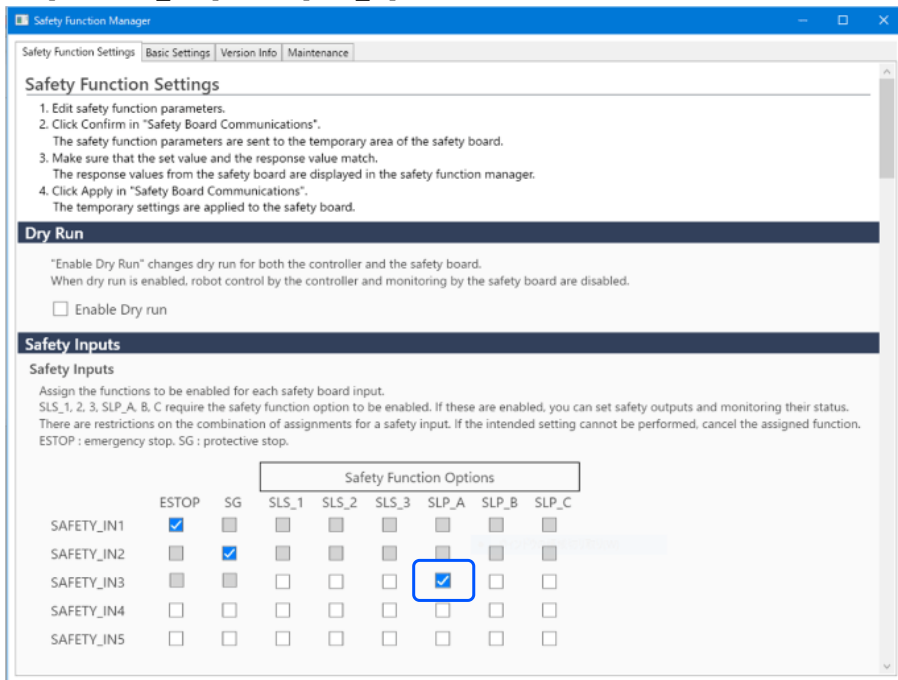 Safety Function Manager
Safety Function Settings Basic Settings Version Info Maintenance
Safety Function Settings
1. Edit safety function parameters.
2. Click Confirm in "Safety Board Communications".
The safety function parameters are sent to the temporary area of the safety board.
3. Make sure that the set value and the response value match.
The response values from the safety board are displayed in the safety function manager.
4. Click Apply in "Safety Board Communications".
The temporary settings are applied to the safety board.
Dry Run
"Enable Dry Run" changes dry run for both the controller and the safety board.
When dry run is enabled, robot control by the controller and monitoring by the safety board are disabled.
Enable Dry run
Safety Inputs
Safety Inputs
Assign the functions to be enabled for each safety board input.
SLS_1, 2, 3, SLP_A, B, C require the safety function option to be enabled. If these are enabled, you can set safety outputs and monitoring their status.
There are restrictions on the combination of assignments for a safety input. If the intended setting cannot be performed, cancel the assigned function.
ESTOP : emergency stop. SG : protective stop.
Safety Function Options
ESTOP SG SLS_1 SLS_2 SLS_3 SLP_A SLP_B SLP_C
SAFETY_IN1
SAFETY_IN2
SAFETY_IN3
SAFETY_IN4
SAFETY_IN5